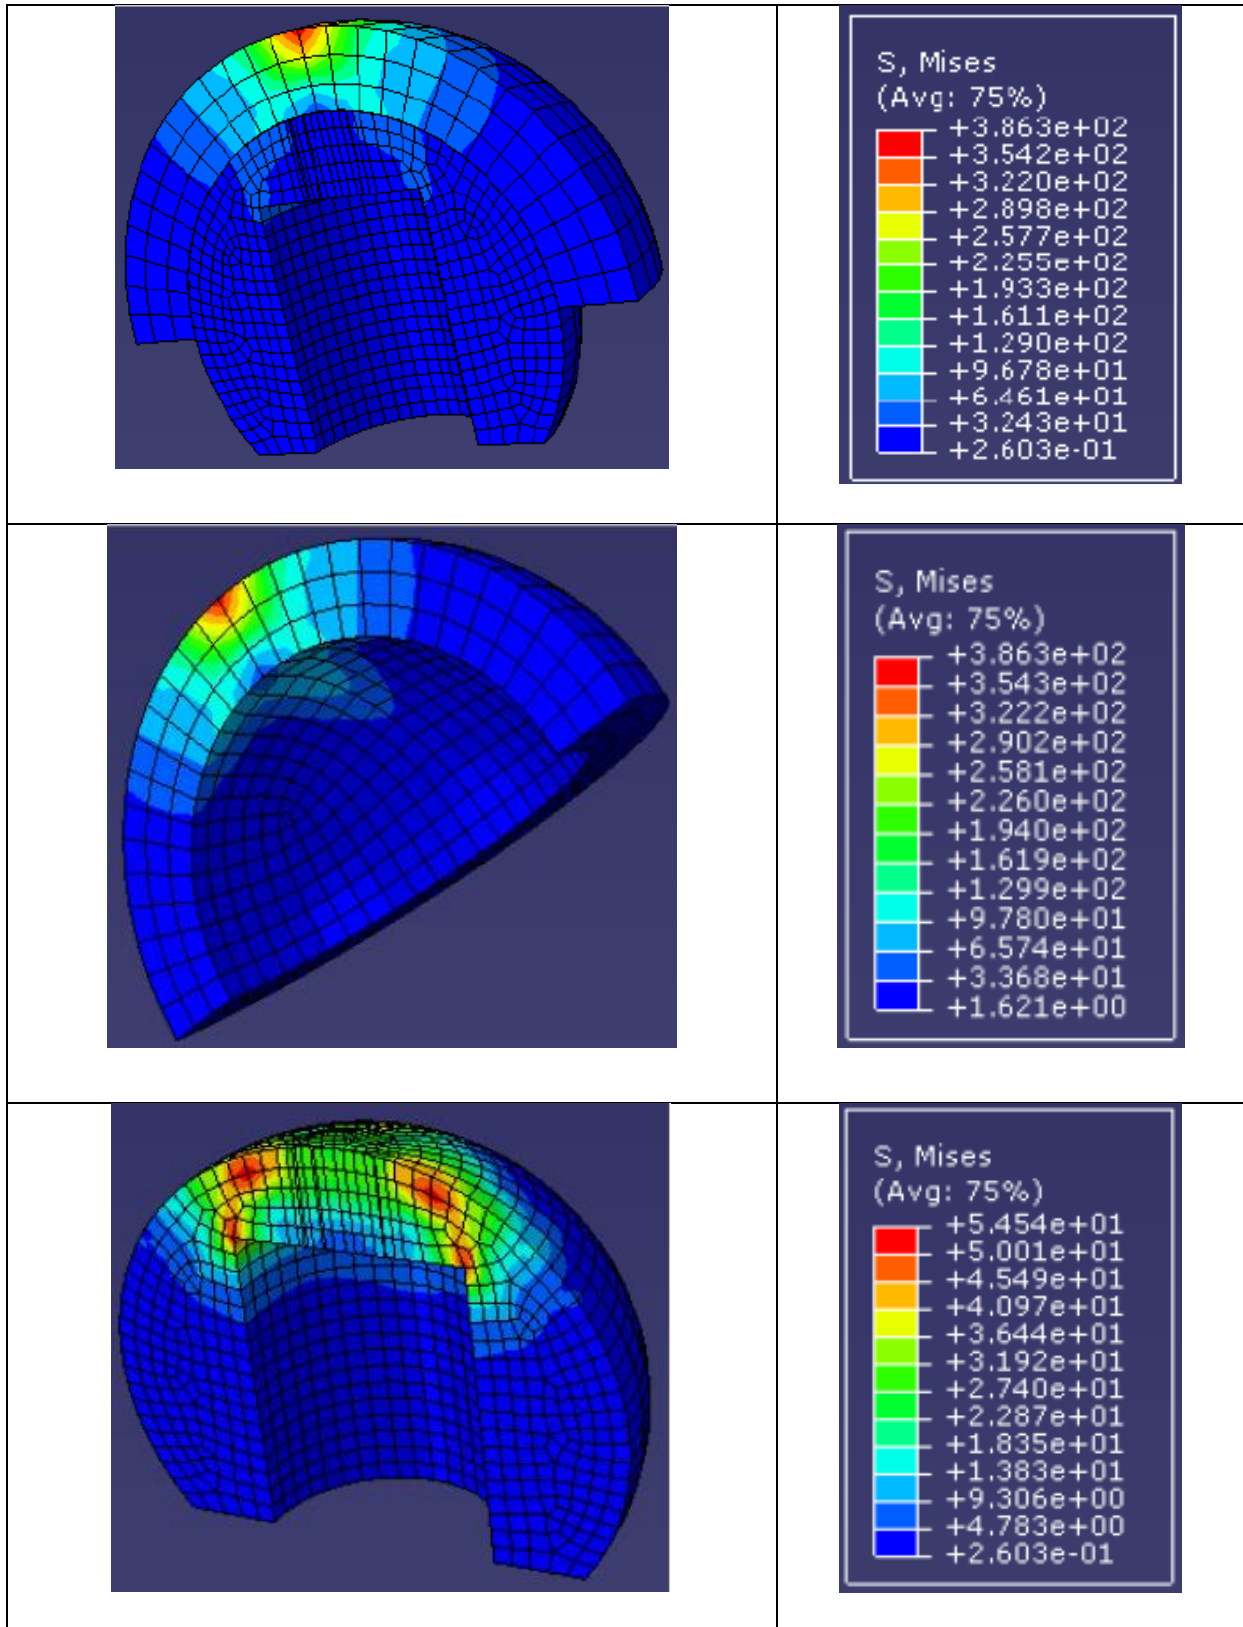 S, Mises
(Avg: 75%)
+3.863e+02
+3.542e+02
+3.220e+02
+2.898e+02
+2.577e+02
+2.255e+02
+1.933e+02
+1.611e+02
+1.290e+02
+9.678e+01
+6.461e+01
+3.243e+01
+2.603e-01
S, Mises
(Avg: 75%)
+3.863e+02
+3.543e+02
+3.222e+02
+2.902e+02
+2.581e+02
+2.260e+02
+1.940e+02
+1.619e+02
+1.299e+02
+9.780e+01
+6.574e+01
+3.368e+01
+1.621e+00
S, Mises
(Avg: 75%)
+5.454e+01
+5.001e+01
+4.549e+01
+4.097e+01
+3.644e+01
+3.192e+01
+2.740e+01
+2.287e+01
+1.835e+01
+1.383e+01
+9.306e+00
+4.783e+00
+2.603e-01